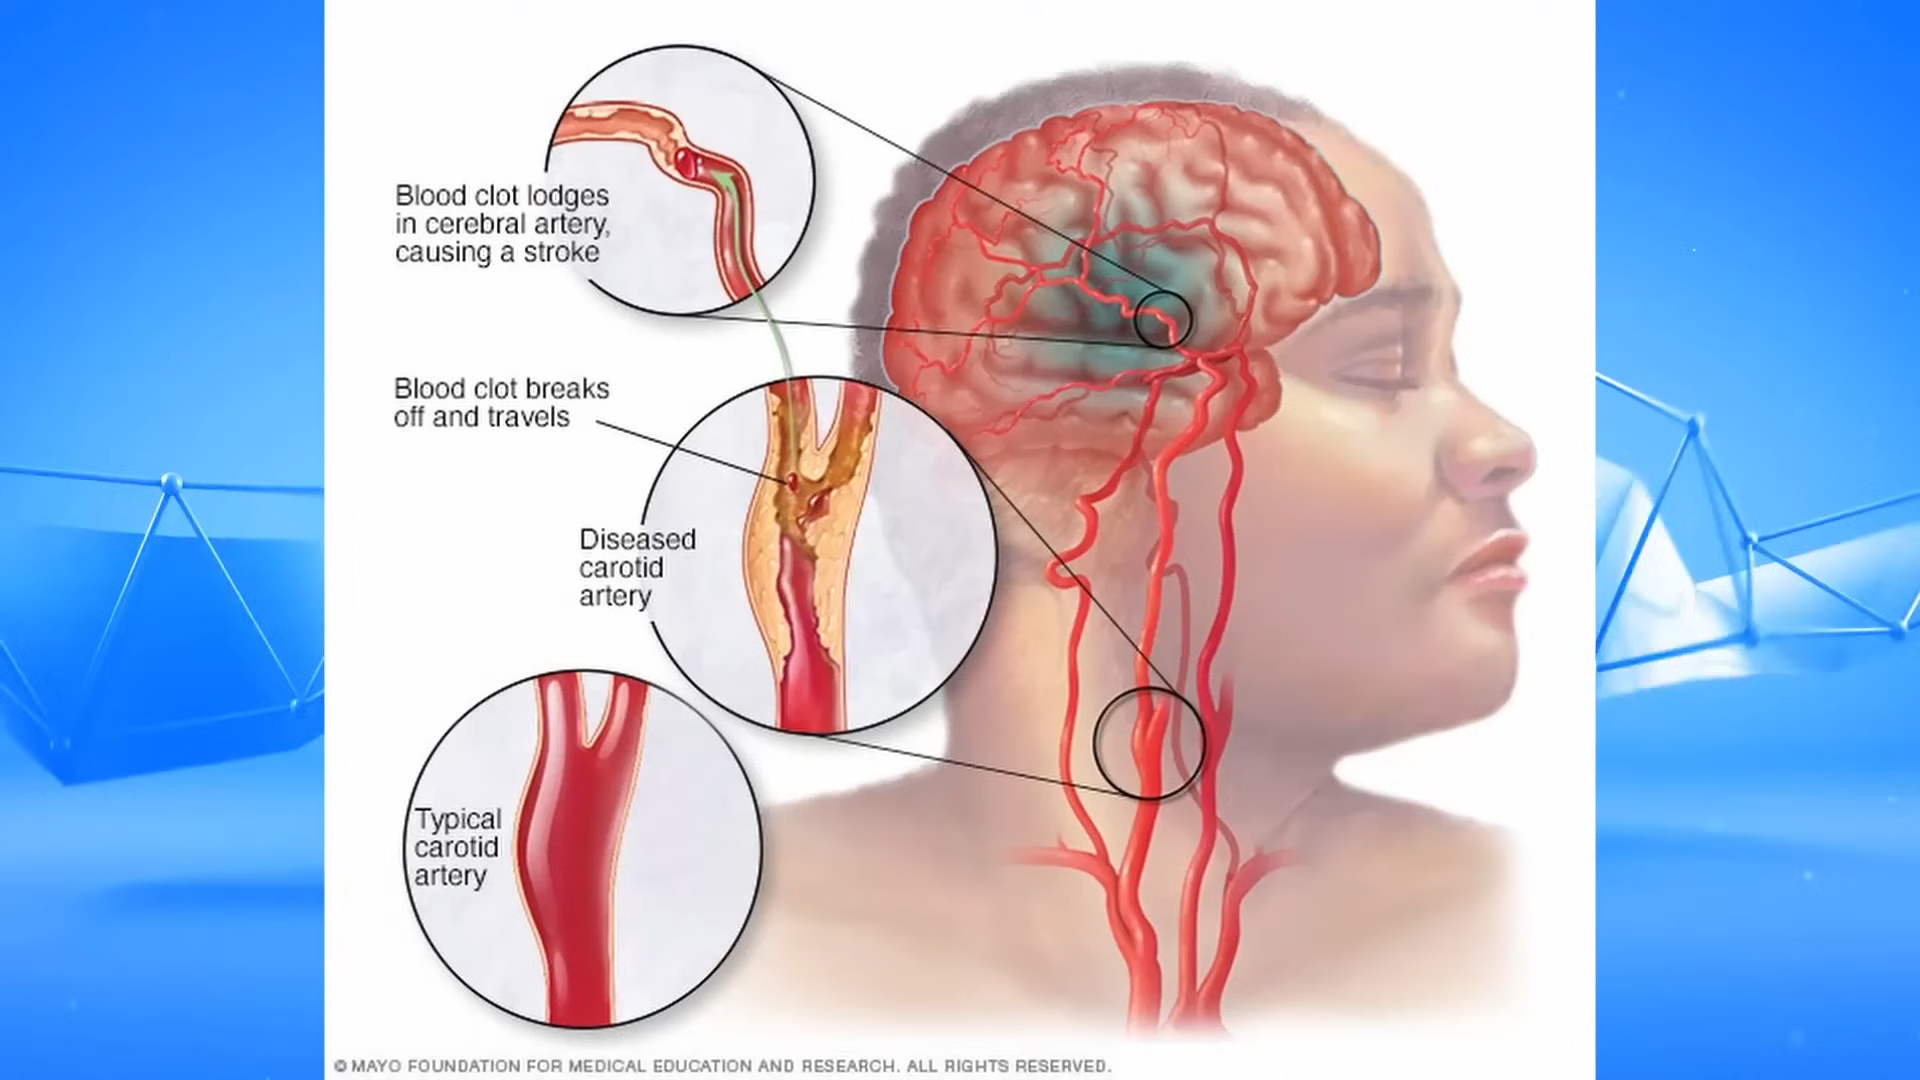 Blood clot lodges
in cerebral artery,
causing a stroke
Blood clot breaks
off and travels
Diseased
carotid
artery
Typical
carotid
artery
© MAYO FOUNDATION FOR MEDICAL EDUCATION AND RESEARCH. ALL RIGHTS RESERVED.